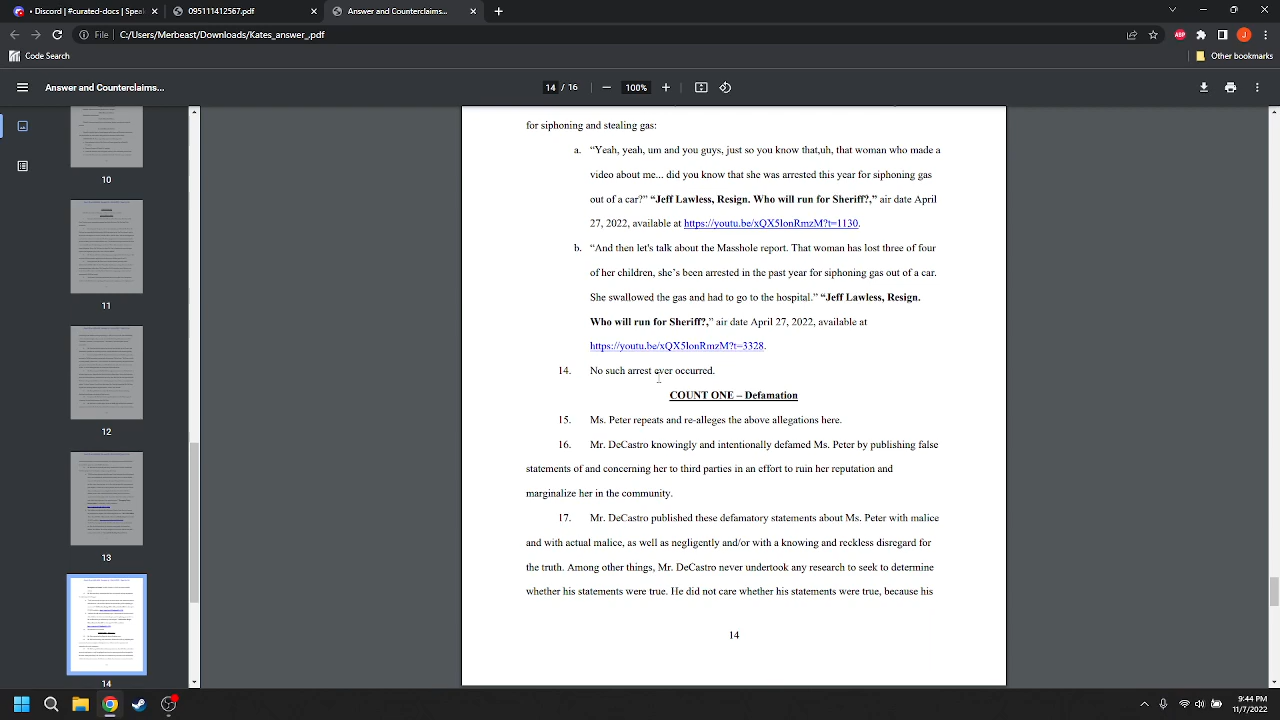 Discord | #curated-docs | Speal
095111412567.pdf
Answer and Counterclaims...
File | C:/Users/Merbeast/Downloads/Kates_answer_.pdf
ABP
J
Code Search
Other bookmarks
Answer and Counterclaims...
14 / 16
100%
10
11
12
13
14
for siphoning and stealing gas:
a. “Yeah, yeah, um and you guys, just so you know that,uh, that woman who made a
video about me... did you know that she was arrested this year for siphoning gas
out of a car?” “Jeff Lawless, Resign. Who will run for Sheriff?,” air date April
27, 2022, available at https://youtu.be/xQX5lonRmzM?t=1130.
b. “And then let's talk about the Masshole report. That woman has lost three of four
of her children, she’s been arrested in the past year for siphoning gas out of a car.
She swallowed the gas and had to go to the hospital.” “Jeff Lawless, Resign.
Who will run for Sheriff?,” air date April 27, 2022, available at
https://youtu.be/xQX5lonRmzM?t=3328.
14. No such arrest ever occurred.
COUNT ONE – Defamation
15. Ms. Peter repeats and re-alleges the above allegations here.
16. Mr. DeCastro knowingly and intentionally defamed Ms. Peter by publishing false
statements of and concerning her to third parties in an effort to ruin her reputation and
marginalize her in the community.
17. Mr. DeCastro published these defamatory statements about Ms. Peter with malice
and with actual malice, as well as negligently and/or with a knowing and reckless disregard for
the truth. Among other things, Mr. DeCastro never undertook any research to seek to determine
whether his statements were true. He did not care whether his statements were true, because his
14
9:44 PM
11/7/2022